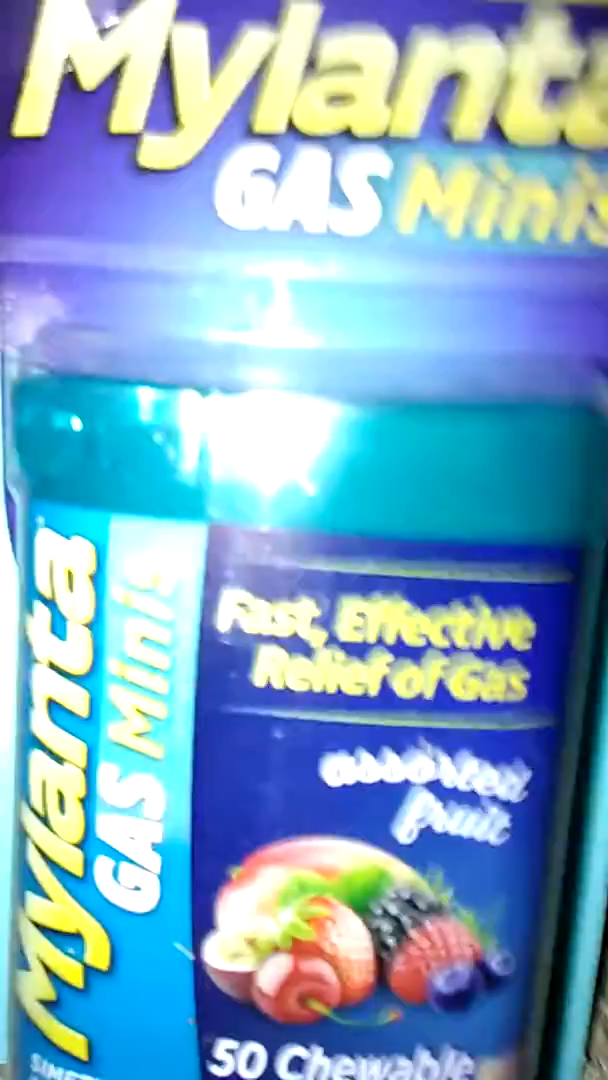 Mylanta
GAS Minis
Mylanta
GAS Minis
Fast, Effective
Relief of Gas
assorted
fruit
50 Chewable